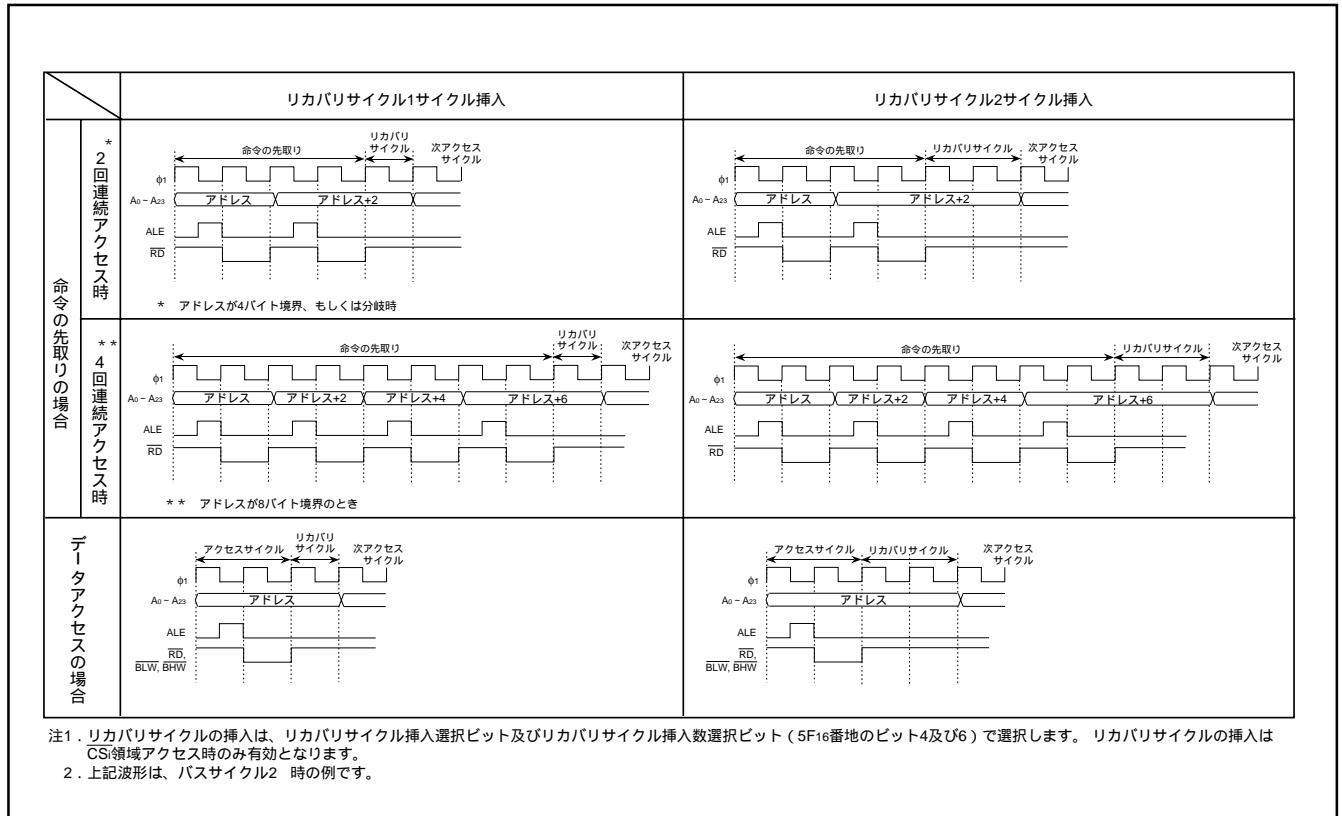 リカバリサイクル1サイクル挿入
リカバリサイクル2サイクル挿入
命令の先取りの場合
*
2回連続アクセス時
命令の先取り
リカバリ
サイクル
次アクセス
サイクル
φ1
A0 ~ A23
アドレス
アドレス+2
ALE
RD
* アドレスが4バイト境界、もしくは分岐時
命令の先取り
リカバリサイクル
次アクセス
サイクル
φ1
A0 ~ A23
アドレス
アドレス+2
ALE
RD
**
4回連続アクセス時
命令の先取り
リカバリ
サイクル
次アクセス
サイクル
φ1
A0 ~ A23
アドレス
アドレス+2
アドレス+4
アドレス+6
ALE
RD
** アドレスが8バイト境界のとき
命令の先取り
リカバリサイクル
次アクセス
サイクル
φ1
A0 ~ A23
アドレス
アドレス+2
アドレス+4
アドレス+6
ALE
RD
データアクセスの場合
アクセスサイクル
リカバリ
サイクル
次アクセス
サイクル
φ1
A0 ~ A23
アドレス
ALE
RD,
BLW, BHW
アクセスサイクル
リカバリサイクル
次アクセス
サイクル
φ1
A0 ~ A23
アドレス
ALE
RD,
BLW, BHW
注1．リカバリサイクルの挿入は、リカバリサイクル挿入選択ビット及びリカバリサイクル挿入数選択ビット（5F16番地のビット4及び6）で選択します。 リカバリサイクルの挿入は
CSi領域アクセス時のみ有効となります。
2．上記波形は、バスサイクル2 時の例です。